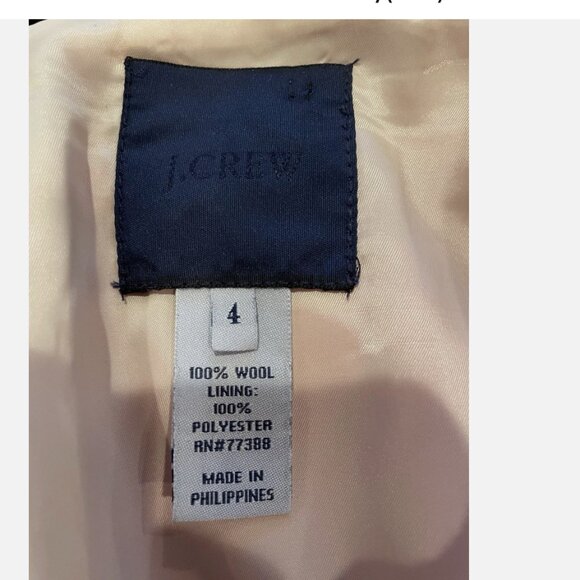 J.CREW
4
100% WOOL
LINING:
100%
POLYESTER
RN#77388
MADE IN
PHILIPPINES